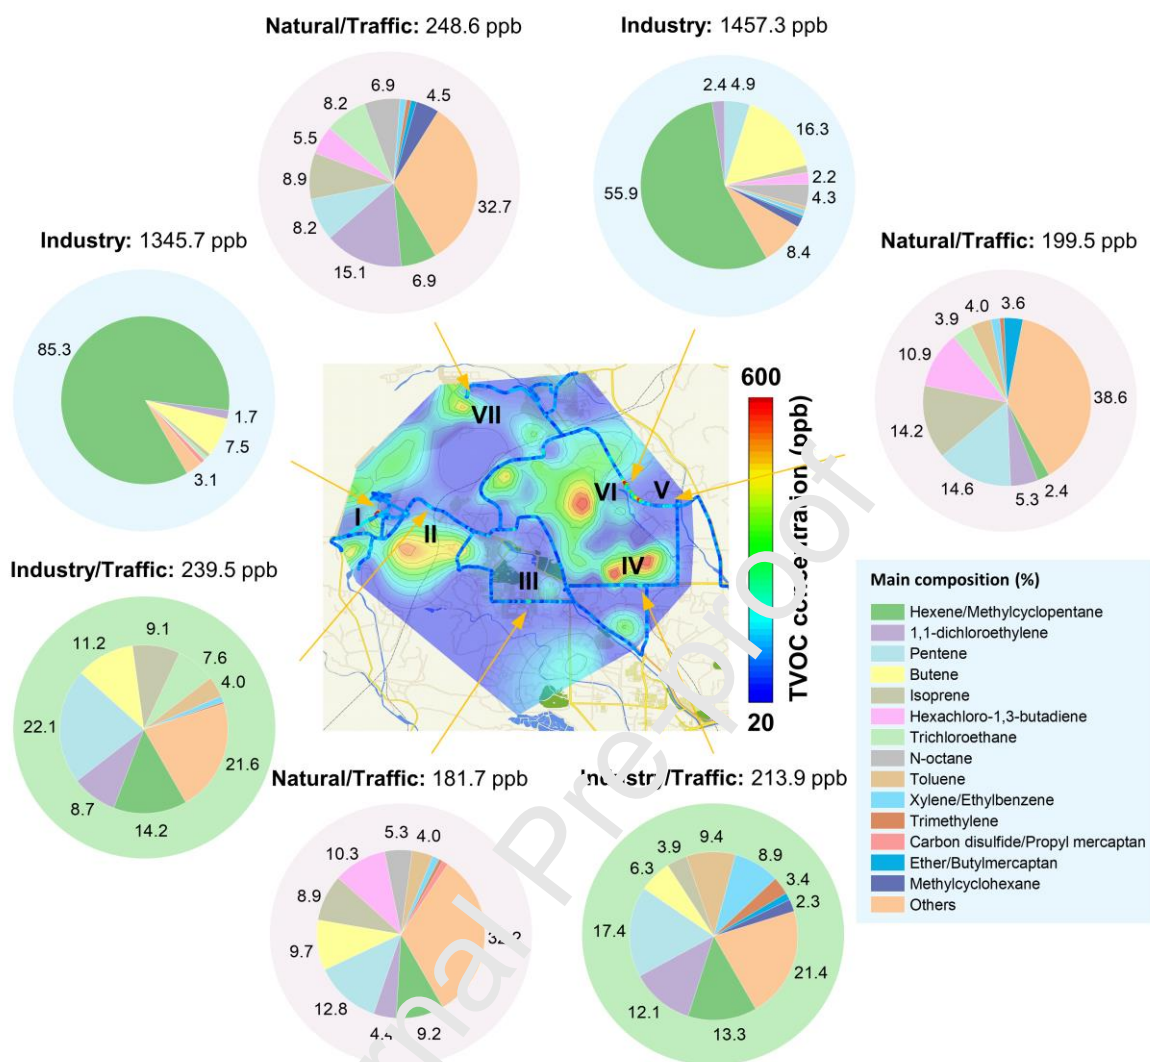 Natural/Traffic: 248.6 ppb
6.9
4.5
8.2
5.5
8.9
32.7
8.2
15.1
6.9
Industry: 1457.3 ppb
2.4
4.9
16.3
2.2
55.9
4.3
8.4
Industry: 1345.7 ppb
85.3
1.7
7.5
3.1
Natural/Traffic: 199.5 ppb
4.0
3.6
3.9
10.9
38.6
14.2
14.6
5.3
2.4
VII
VI
V
I
II
IV
III
600
TVOC concentration (ppb)
20
Industry/Traffic: 239.5 ppb
9.1
11.2
7.6
4.0
22.1
21.6
8.7
14.2
Natural/Traffic: 181.7 ppb
5.3
4.0
10.3
8.9
9.7
12.8
4.4
9.2
Industry/Traffic: 213.9 ppb
9.4
3.9
8.9
6.3
3.4
2.3
17.4
21.4
12.1
13.3
Main composition (%)
Hexene/Methylcyclopentane
1,1-dichloroethylene
Pentene
Butene
Isoprene
Hexachloro-1,3-butadiene
Trichloroethane
N-octane
Toluene
Xylene/Ethylbenzene
Trimethylene
Carbon disulfide/Propyl mercaptan
Ether/Butylmercaptan
Methylcyclohexane
Others
rnal Pre-proof